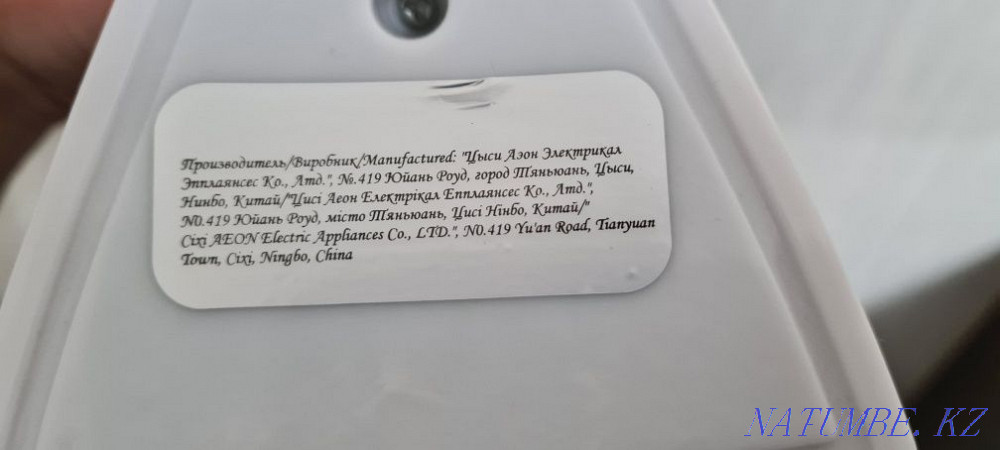 Производитель/Виробник/Manufactured: "Цыси Аэон Электрикал
Эпплаянсес Ко., Лтд.", №.419 Юйань Роуд, город Тяньюань, Цыси,
Нинбо, Китай/"Цисі Аеон Електрікал Епплаянсес Ко., Лтд.",
N0.419 Юйань Роуд, місто Тяньюань, Цисі Нінбо, Китай/"
Cixi AEON Electric Appliances Co., LTD.", N0.419 Yu'an Road, Tianyuan
Town, Cixi, Ningbo, China
NATUMBE.KZ